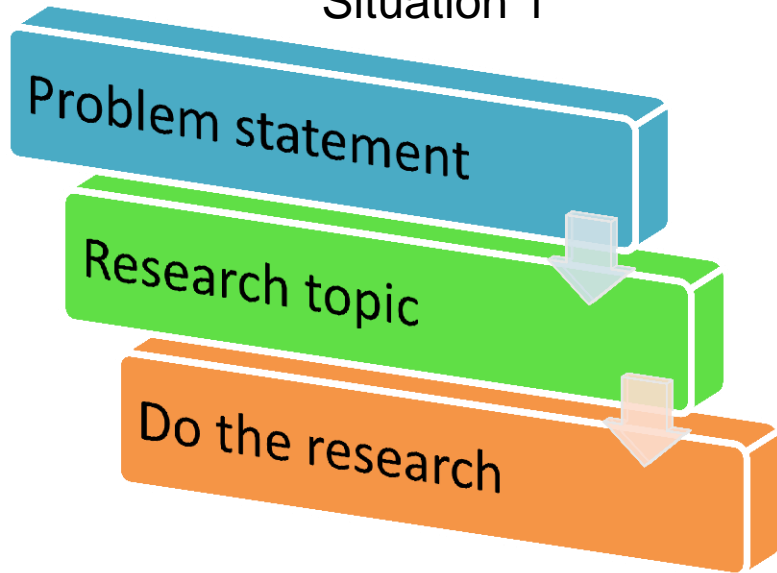 Situation 1
Problem statement
Research topic
Do the research